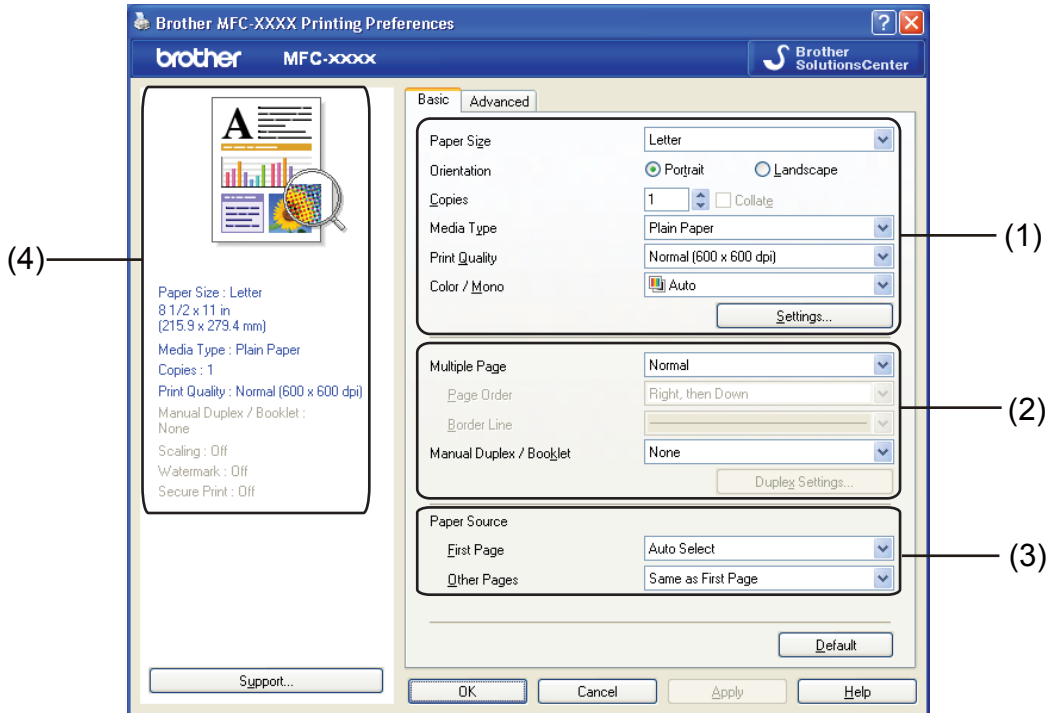 Brother MFC-XXXX Printing Preferences
brother MFC-xxxx
Brother
SolutionsCenter
Basic Advanced
A
Paper Size Letter
Orientation Portrait Landscape
Copies 1 Collate
Media Type Plain Paper
Print Quality Normal (600 x 600 dpi)
Color / Mono Auto
Settings...
(1)
Multiple Page Normal
Page Order Right, then Down
Border Line
Manual Duplex / Booklet None
Duplex Settings...
(2)
Paper Source
First Page Auto Select
Other Pages Same as First Page
(3)
Default
(4)
Paper Size : Letter
8 1/2 x 11 in
(215.9 x 279.4 mm)
Media Type : Plain Paper
Copies : 1
Print Quality : Normal (600 x 600 dpi)
Manual Duplex / Booklet :
None
Scaling : Off
Watermark : Off
Secure Print : Off
Support...
OK Cancel Apply Help